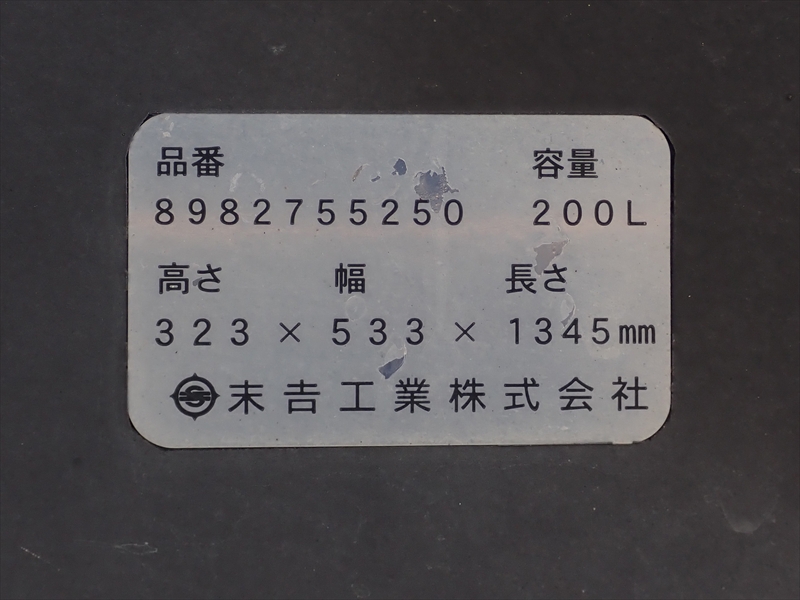 品番 容量
8982755250 200L
高さ 幅 長さ
323 × 533 × 1345mm
末吉工業株式会社